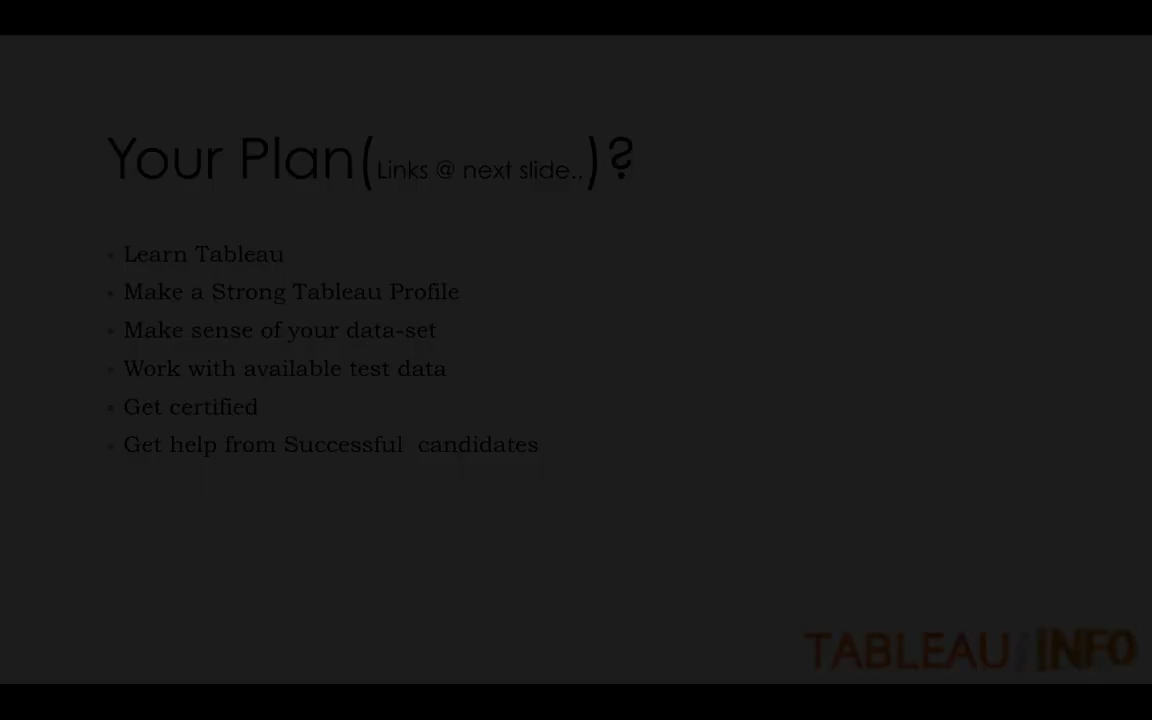 Your Plan(Links @ next slide..)?
Learn Tableau
Make a Strong Tableau Profile
Make sense of your data-set
Work with available test data
Get certified
Get help from Successful  candidates
TABLEAU INFO